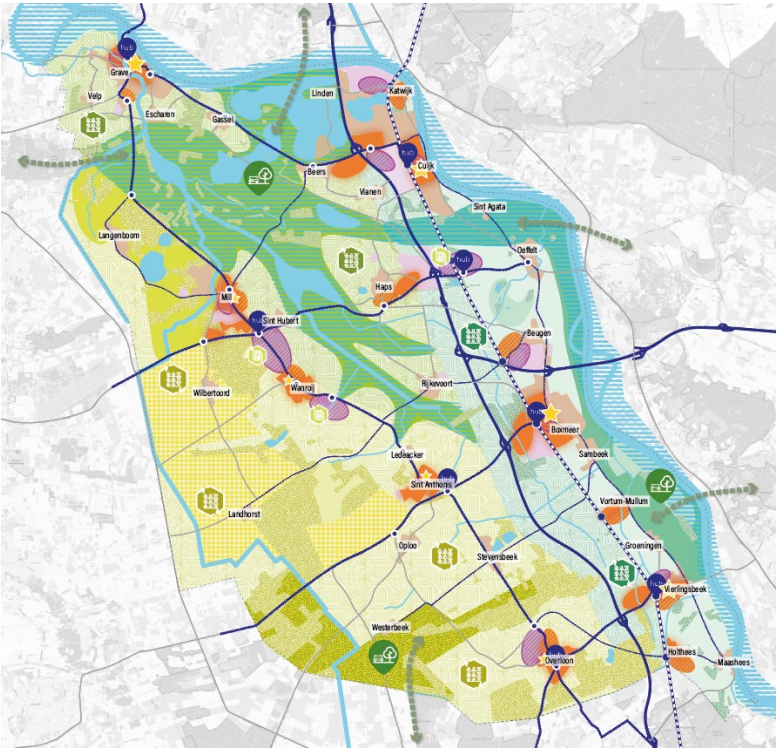 hub
Grave
Velp
Escharen
Gassel
Linden
Katwijk
hub
Cuijk
Beers
Vianen
Sint Agata
Langenboom
hub
Oeffelt
Haps
Mill
hub
Sint Hubert
Beugen
Wilbertoord
Wanroij
Rijkevoort
hub
Boxmeer
Ledeacker
Sambeek
hub
Sint Anthonis
Landhorst
Vortum-Mullum
Oploo
Stevensbeek
Groeningen
hub
Vierlingsbeek
Westerbeek
hub
Overloon
Holthees
Maashees